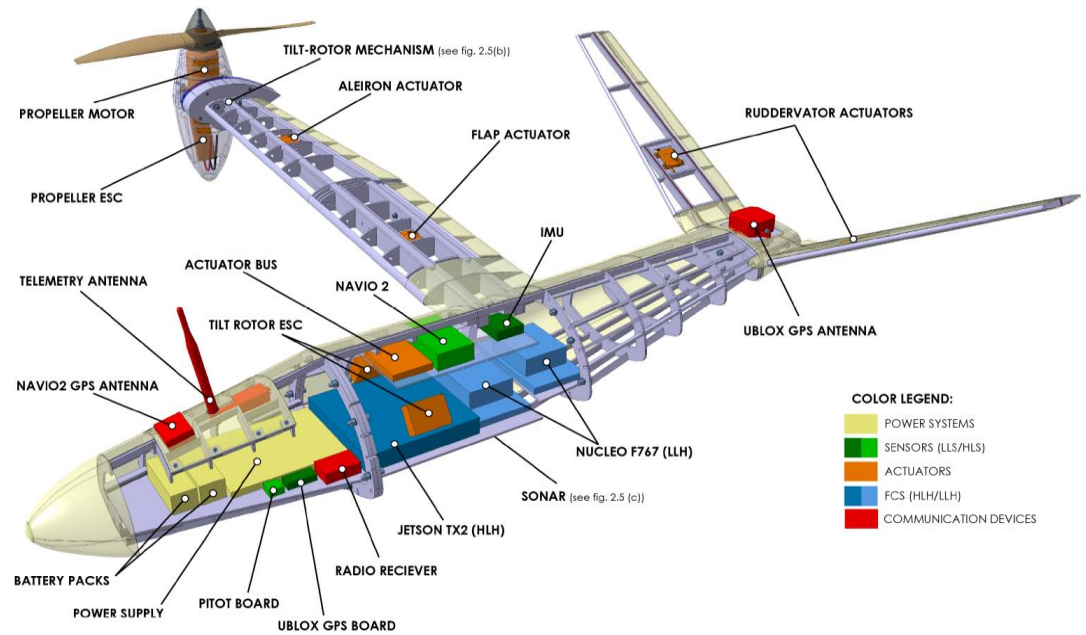 TILT-ROTOR MECHANISM (see fig. 2.5(b))
ALEIRON ACTUATOR
PROPELLER MOTOR
FLAP ACTUATOR
RUDDERVATOR ACTUATORS
PROPELLER ESC
IMU
ACTUATOR BUS
TELEMETRY ANTENNA
NAVIO 2
TILT ROTOR ESC
UBLOX GPS ANTENNA
NAVIO2 GPS ANTENNA
COLOR LEGEND:
POWER SYSTEMS
SENSORS (LLS/HLS)
ACTUATORS
FCS (HLH/LLH)
COMMUNICATION DEVICES
NUCLEO F767 (LLH)
SONAR (see fig. 2.5 (c))
JETSON TX2 (HLH)
RADIO RECIEVER
BATTERY PACKS
PITOT BOARD
POWER SUPPLY
UBLOX GPS BOARD